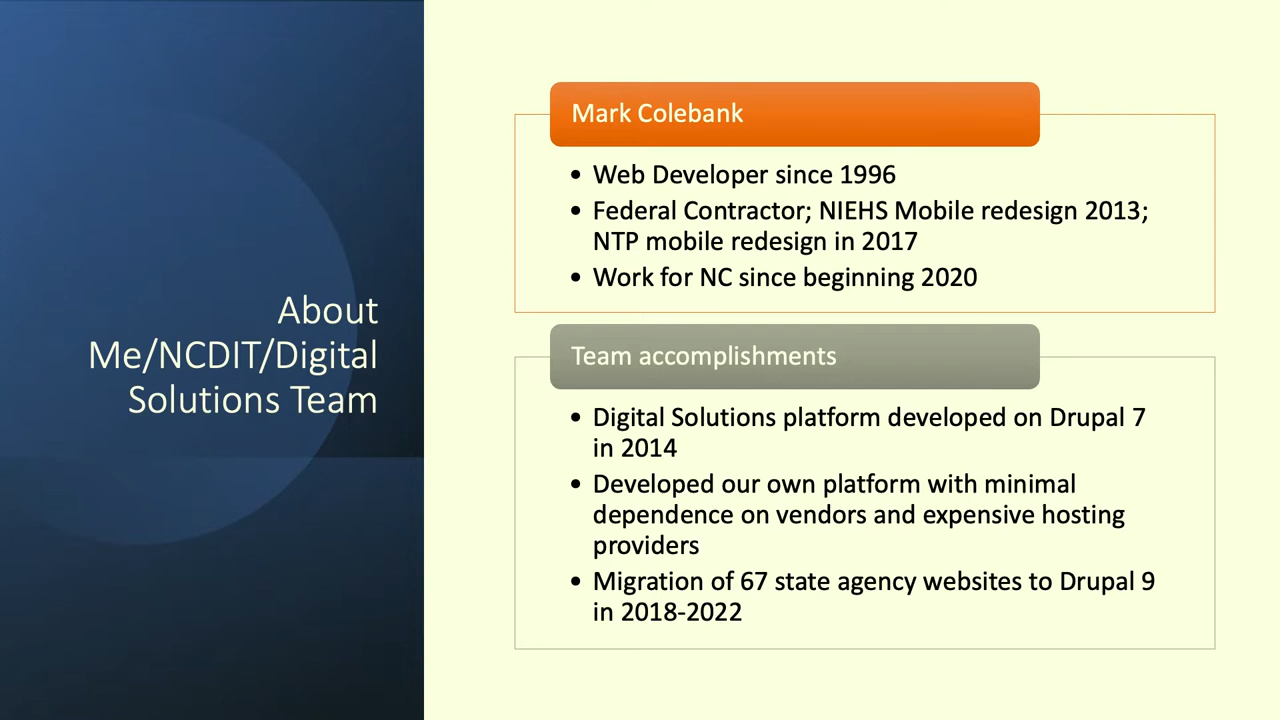 About
Me/NCDIT/Digital
Solutions Team
Mark Colebank
• Web Developer since 1996
• Federal Contractor; NIEHS Mobile redesign 2013;
NTP mobile redesign in 2017
• Work for NC since beginning 2020
Team accomplishments
• Digital Solutions platform developed on Drupal 7
in 2014
• Developed our own platform with minimal
dependence on vendors and expensive hosting
providers
• Migration of 67 state agency websites to Drupal 9
in 2018-2022